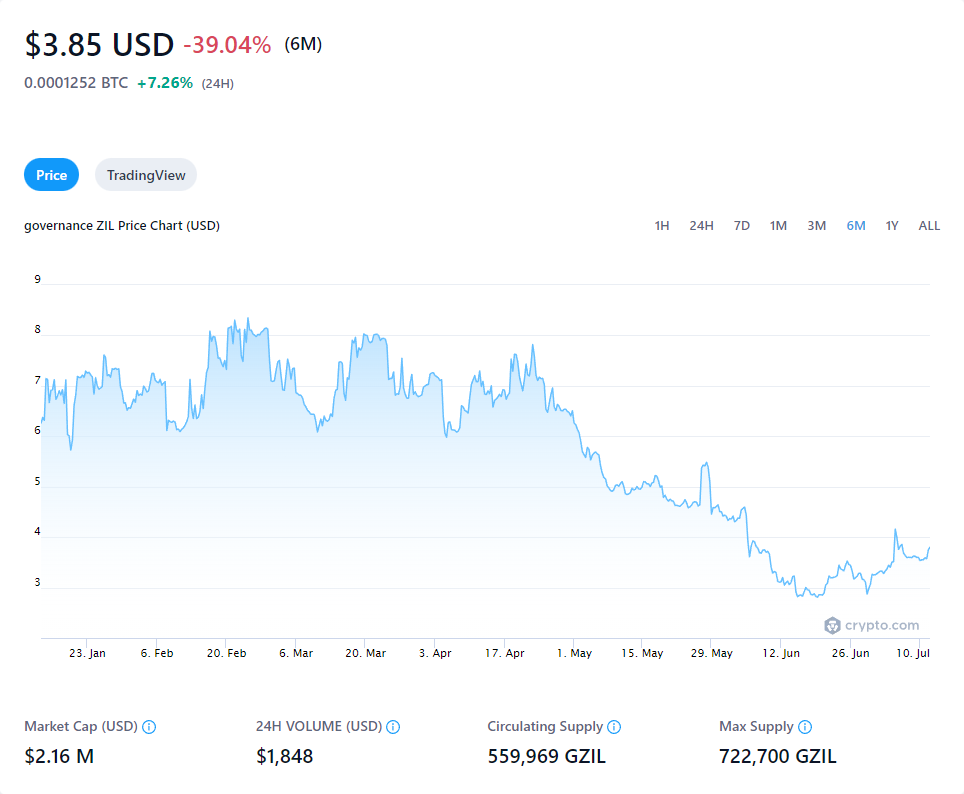 $3.85 USD -39.04% (6M)
0.0001252 BTC +7.26% (24H)
Price TradingView
governance ZIL Price Chart (USD) 1H 24H 7D 1M 3M 6M 1Y ALL
9
8
7
6
5
4
3
crypto.com
23. Jan 6. Feb 20. Feb 6. Mar 20. Mar 3. Apr 17. Apr 1. May 15. May 29. May 12. Jun 26. Jun 10. Jul
Market Cap (USD) 24H VOLUME (USD) Circulating Supply Max Supply
$2.16 M $1,848 559,969 GZIL 722,700 GZIL